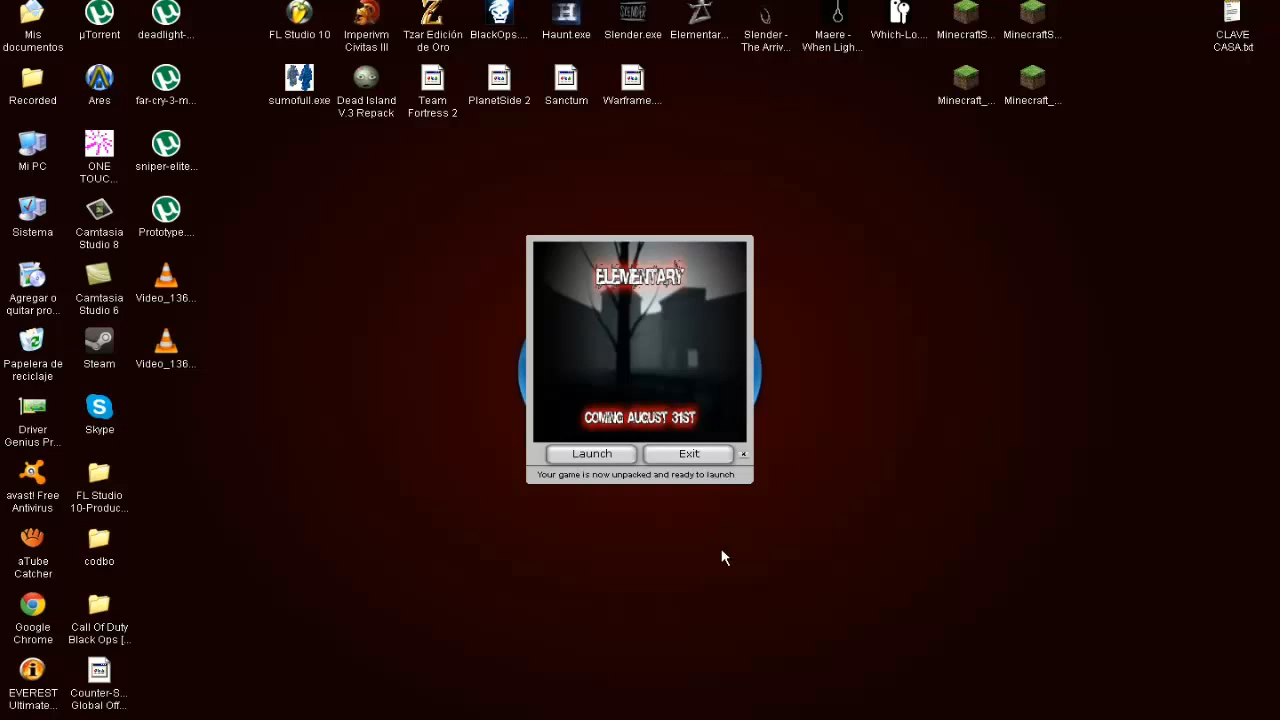 Mis
documentos
µTorrent
deadlight-...
FL Studio 10
Imperivm
Civitas III
Tzar Edición
de Oro
BlackOps....
Haunt.exe
Slender.exe
Elementar...
Slender -
The Arriv...
Maere -
When Ligh...
Which-Lo....
MinecraftS...
MinecraftS...
CLAVE
CASA.txt
Recorded
Ares
far-cry-3-m...
sumofull.exe
Dead Island
V.3 Repack
Team
Fortress 2
PlanetSide 2
Sanctum
Warframe....
Minecraft_...
Minecraft_...
Mi PC
ONE
TOUC...
sniper-elite...
Sistema
Camtasia
Studio 8
Prototype....
Agregar o
quitar pro...
Camtasia
Studio 6
Video_136...
Papelera de
reciclaje
Steam
Video_136...
Driver
Genius Pr...
Skype
avast! Free
Antivirus
FL Studio
10-Produc...
aTube
Catcher
codbo
Google
Chrome
Call Of Duty
Black Ops [...
EVEREST
Ultimate...
Counter-S...
Global Off...
ELEMENTARY
COMING AUGUST 31ST
Launch
Exit
Your game is now unpacked and ready to launch